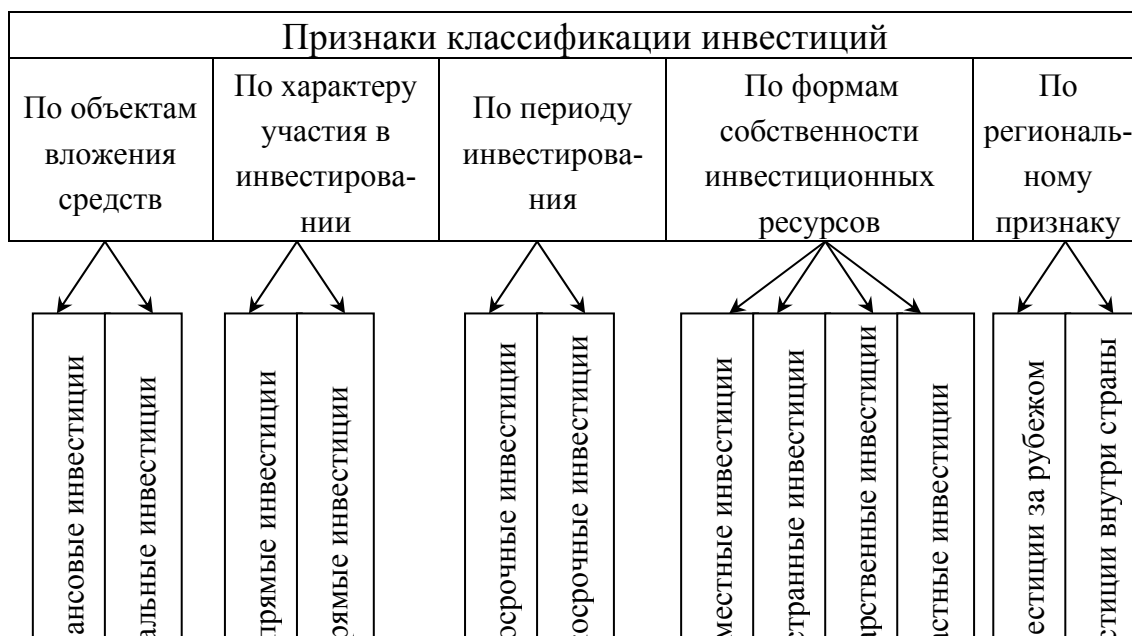 Признаки классификации инвестиций
По объектам
вложения
средств
По характеру
участия в
инвестирова-
нии
По периоду
инвестирова-
ния
По формам
собственности
инвестиционных
ресурсов
По
региональ-
ному
признаку
ансовые инвестиции
альные инвестиции
прямые инвестиции
рямые инвестиции
осрочные инвестиции
осрочные инвестиции
местные инвестиции
странные инвестиции
арственные инвестиции
астные инвестиции
естиции за рубежом
стиции внутри страны